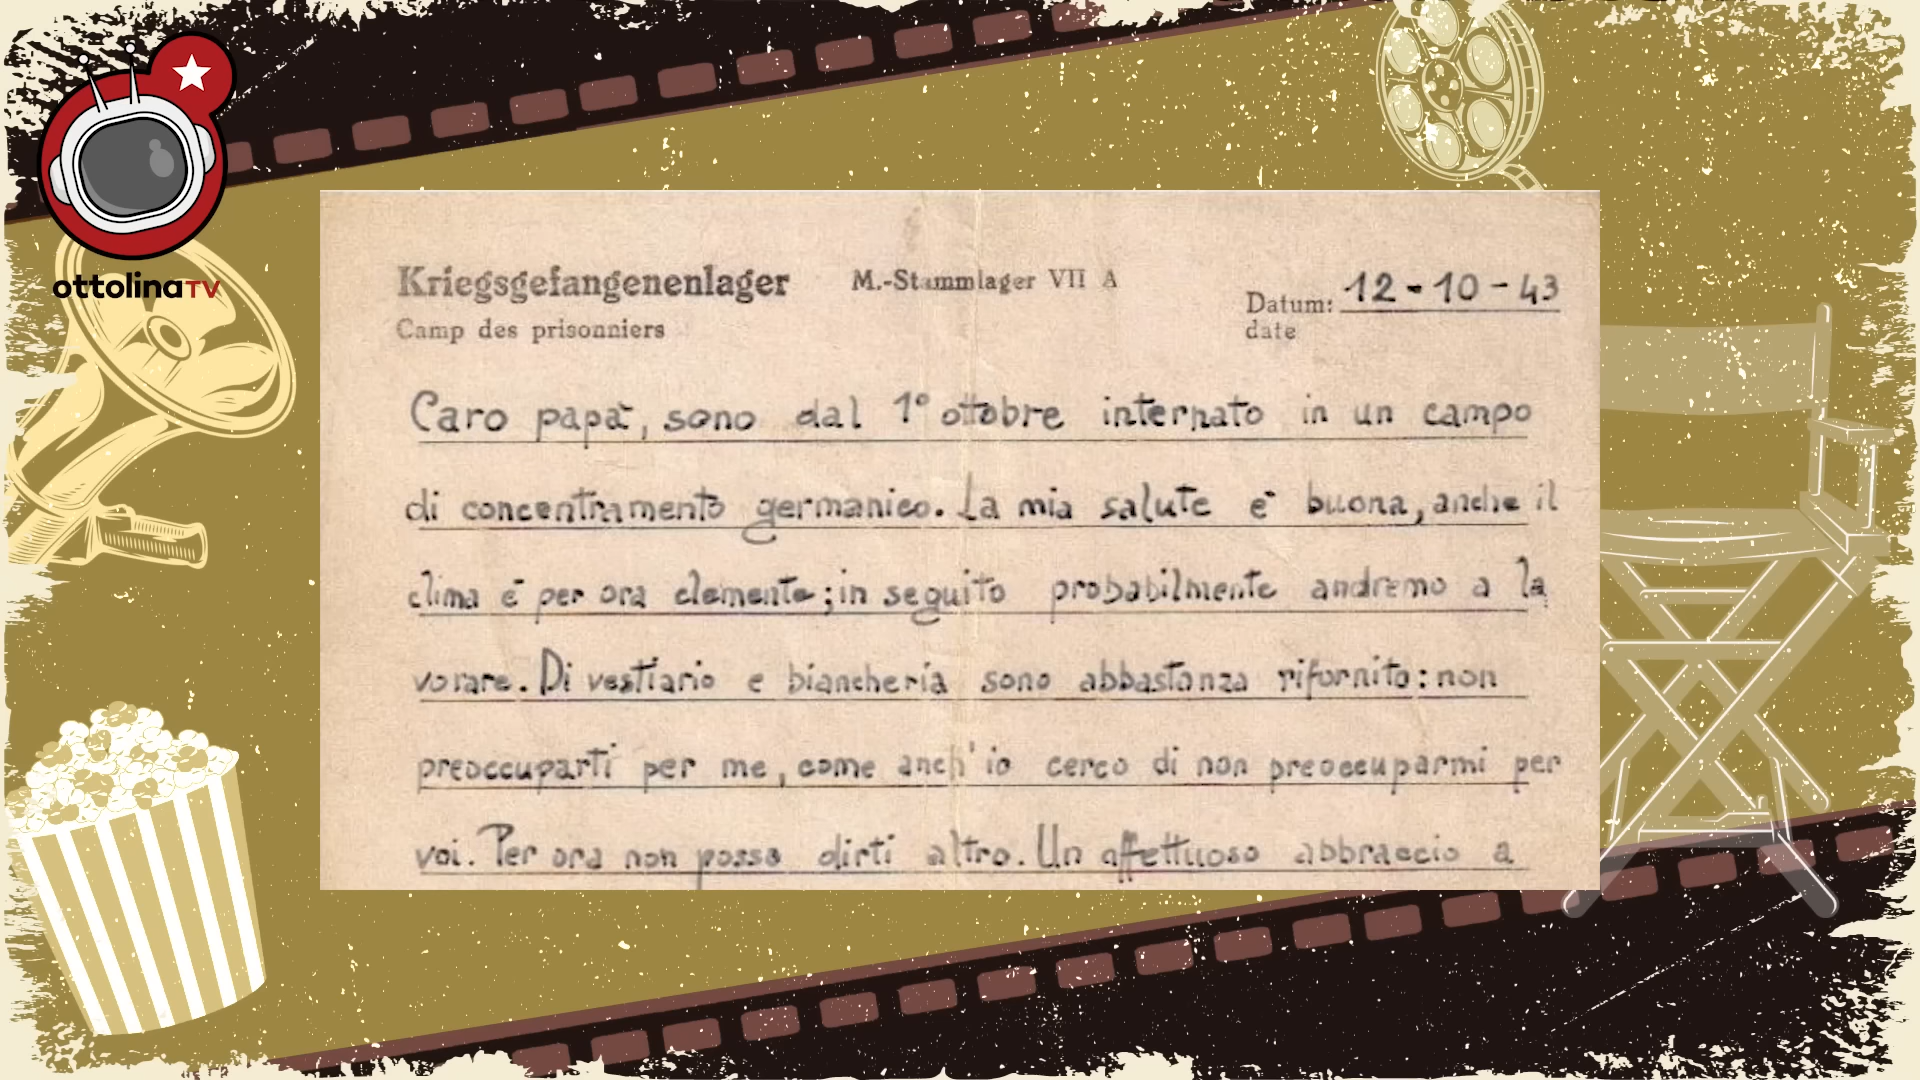 ottolinaTV
Kriegsgefangenenlager M.-Stammlager VII A
Camp des prisonniers
Datum: 12-10-43
date
Caro papà, sono dal 1° ottobre internato in un campo
di concentramento germanico. La mia salute è buona, anche il
clima è per ora clemente; in seguito probabilmente andremo a la
vorare. Di vestiario e biancheria sono abbastanza rifornito: non
preoccuparti per me, come anch'io cerco di non preoccuparmi per
voi. Per ora non posso dirti altro. Un affettuoso abbraccio a